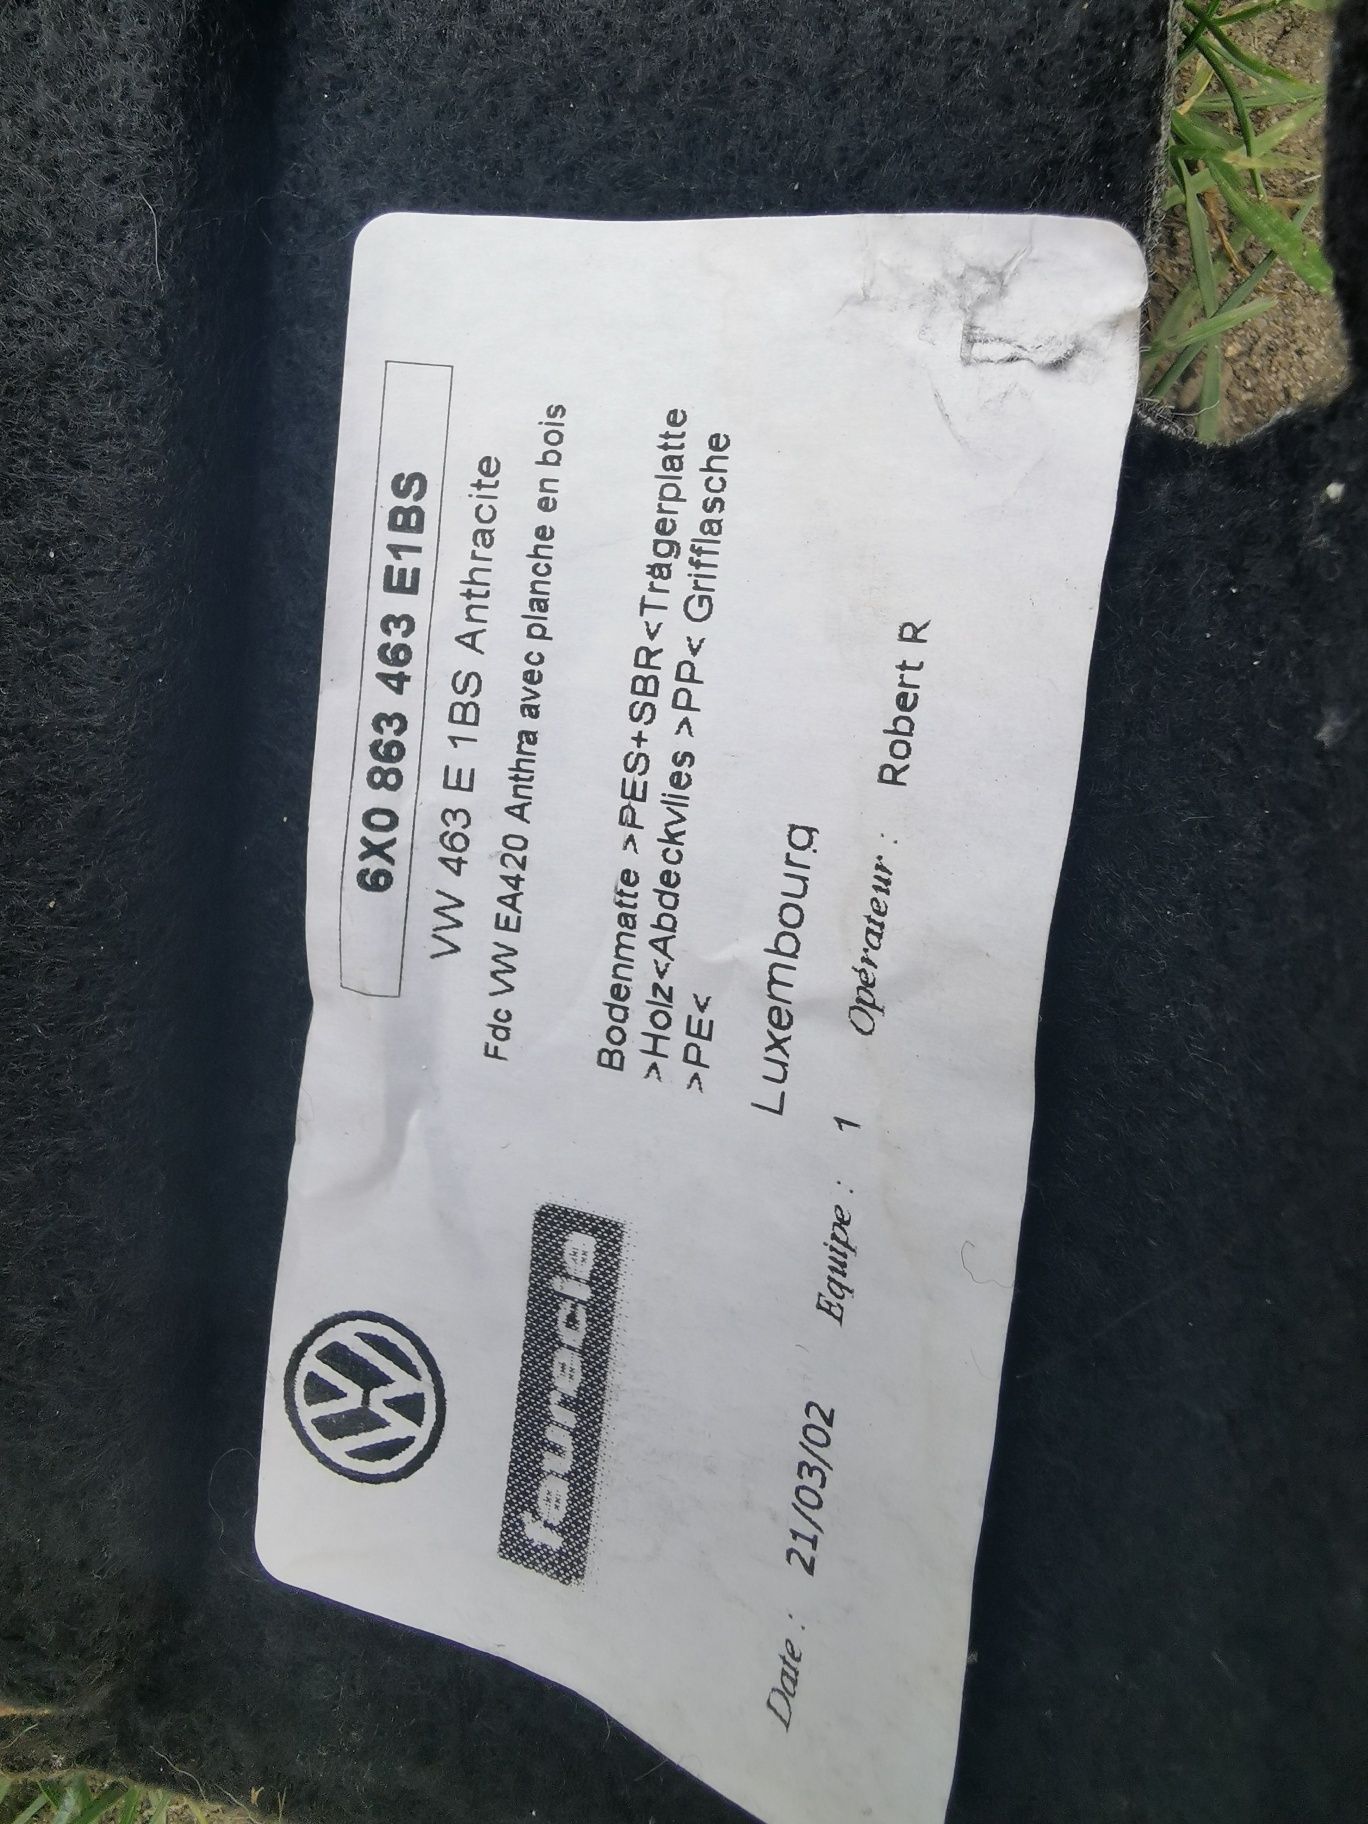 6X0 863 463 E1BS
VW 463 E 1BS Anthracite
Fdc VW EA420 Anthra avec planche en bois
faurecia
Bodenmatte >PES+SBR<Trägerplatte
>Holz<Abdeckvlies >PP< Grifflasche
>PE<
Luxembourg
Date : 21/03/02 Equipe : 1 Opérateur : Robert R